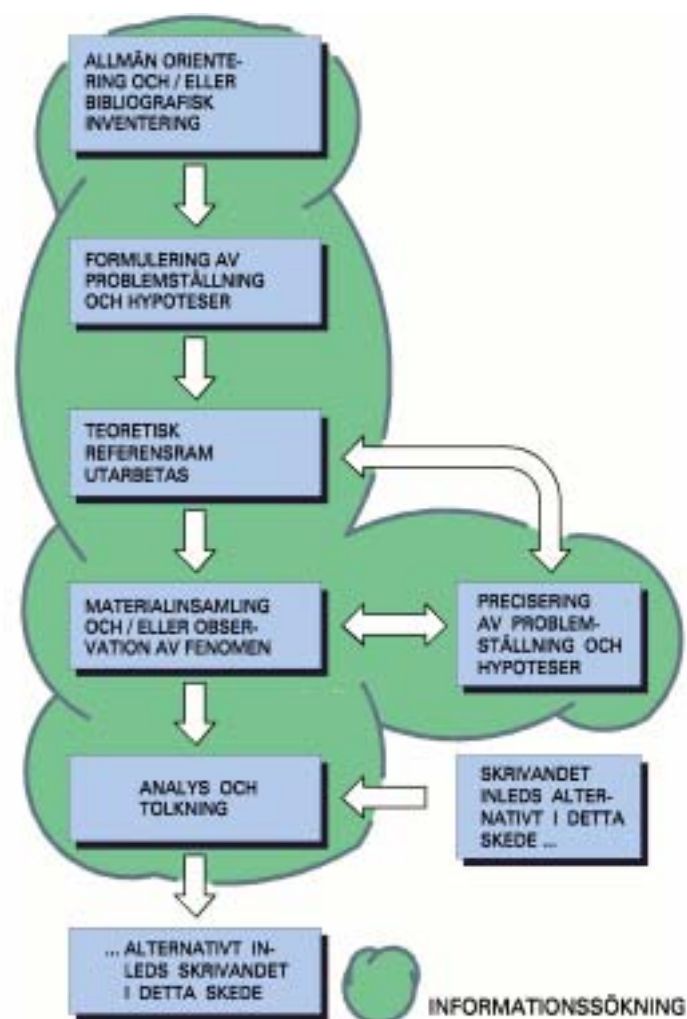 ALLMÄN ORIENTE-
RING OCH / ELLER
BIBLIOGRAFISK
INVENTERING
FORMULERING AV
PROBLEMSTÄLLNING
OCH HYPOTESER
TEORETISK
REFERENSRAM
UTARBETAS
MATERIALINSAMLING
OCH / ELLER OBSER-
VATION AV FENOMEN
PRECISERING
AV PROBLEM-
STÄLLNING OCH
HYPOTESER
ANALYS OCH
TOLKNING
SKRIVANDET
INLEDS ALTER-
NATIVT I DETTA
SKEDE ...
... ALTERNATIVT IN-
LEDS SKRIVANDET
I DETTA SKEDE
INFORMATIONSSÖKNING